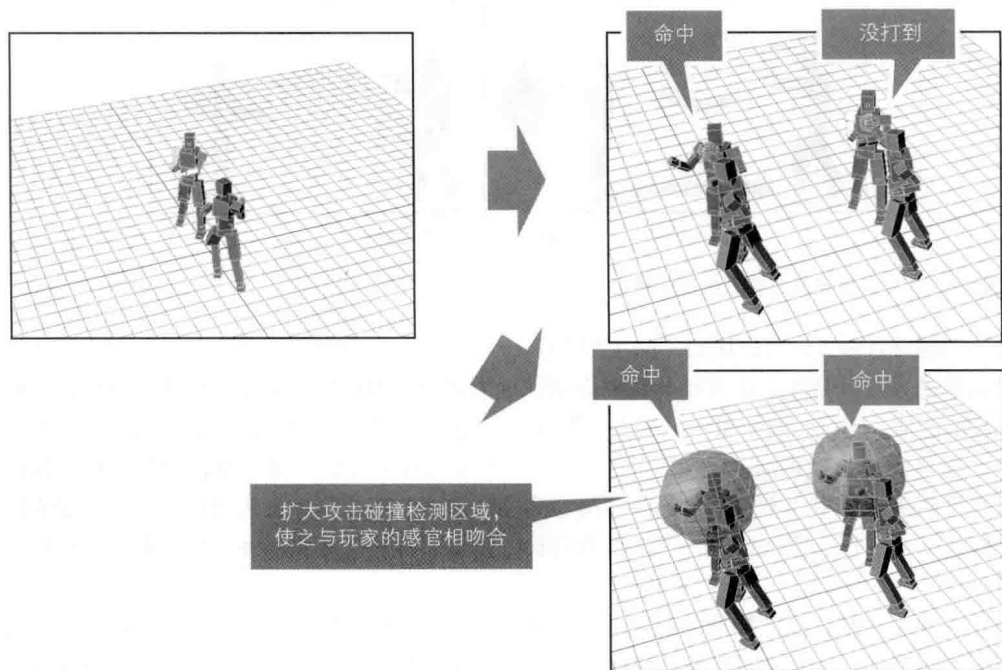 命中
没打到
命中
命中
扩大攻击碰撞检测区域，
使之与玩家的感官相吻合